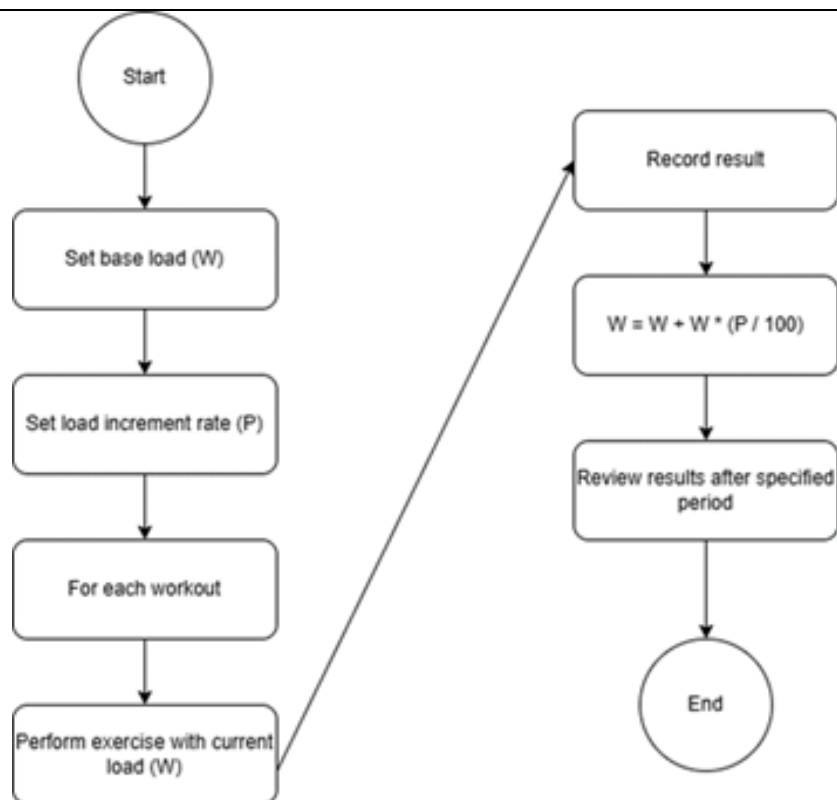 Start
Set base load (W)
Set load increment rate (P)
For each workout
Perform exercise with current
load (W)
Record result
W = W + W * (P / 100)
Review results after specified
period
End